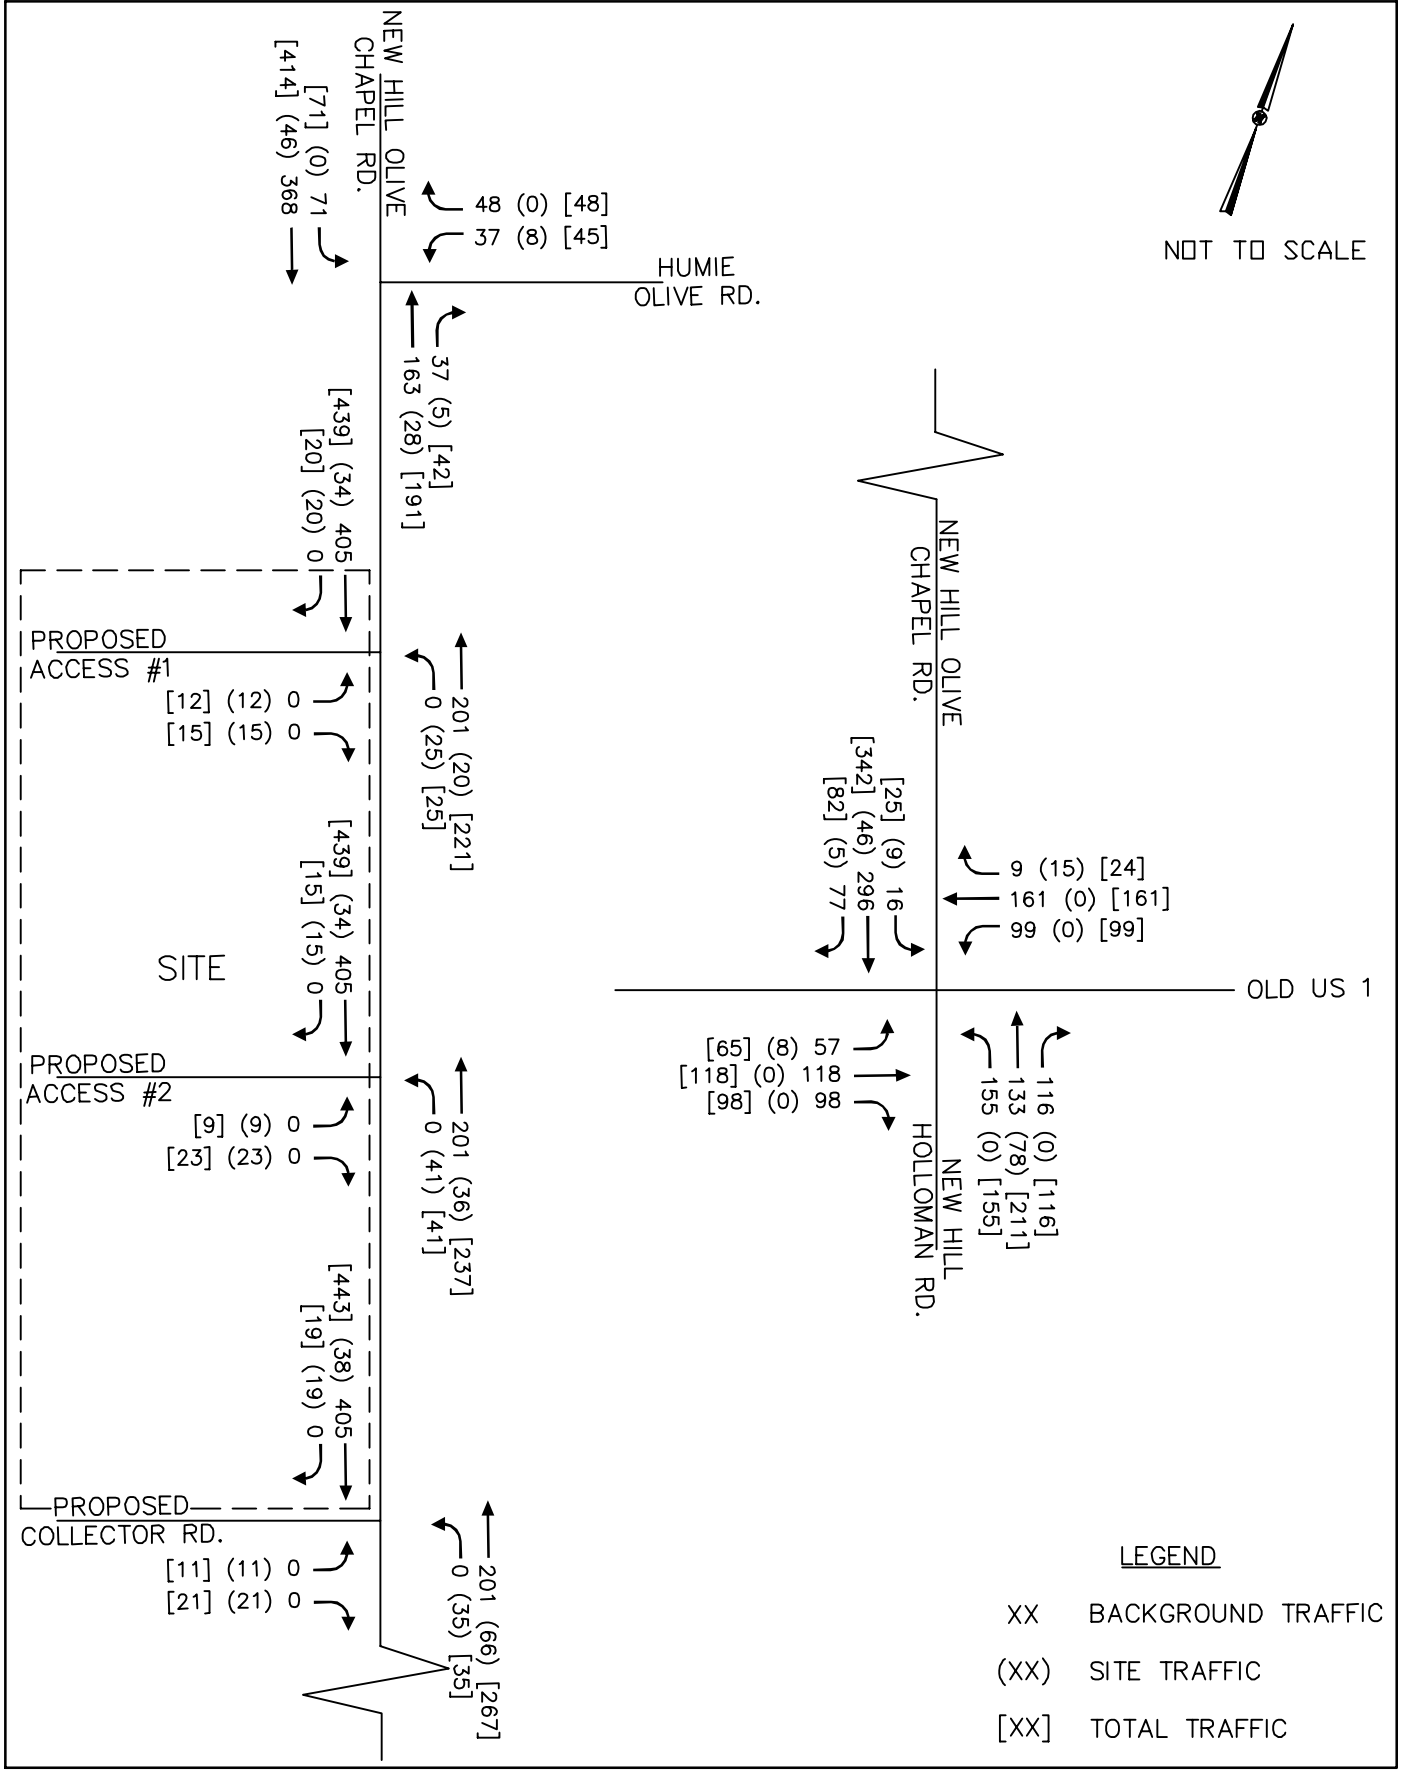 NEW HILL OLIVE
CHAPEL RD.
[71] (0) 71
[414] (46) 368
48 (0) [48]
37 (8) [45]
HUMIE
OLIVE RD.
37 (5) [42]
163 (28) [191]
NOT TO SCALE
[439] (34) 405
[20] (20) 0
PROPOSED
ACCESS #1
[12] (12) 0
[15] (15) 0
201 (20) [221]
0 (25) [25]
[439] (34) 405
[15] (15) 0
SITE
PROPOSED
ACCESS #2
[9] (9) 0
[23] (23) 0
201 (36) [237]
0 (41) [41]
[443] (38) 405
[19] (19) 0
PROPOSED
COLLECTOR RD.
[11] (11) 0
[21] (21) 0
201 (66) [267]
0 (35) [35]
NEW HILL OLIVE
CHAPEL RD.
[25] (9) 16
[342] (46) 296
[82] (5) 77
9 (15) [24]
161 (0) [161]
99 (0) [99]
OLD US 1
[65] (8) 57
[118] (0) 118
[98] (0) 98
116 (0) [116]
133 (78) [211]
155 (0) [155]
NEW HILL
HOLLOMAN RD.
LEGEND
XX BACKGROUND TRAFFIC
(XX) SITE TRAFFIC
[XX] TOTAL TRAFFIC